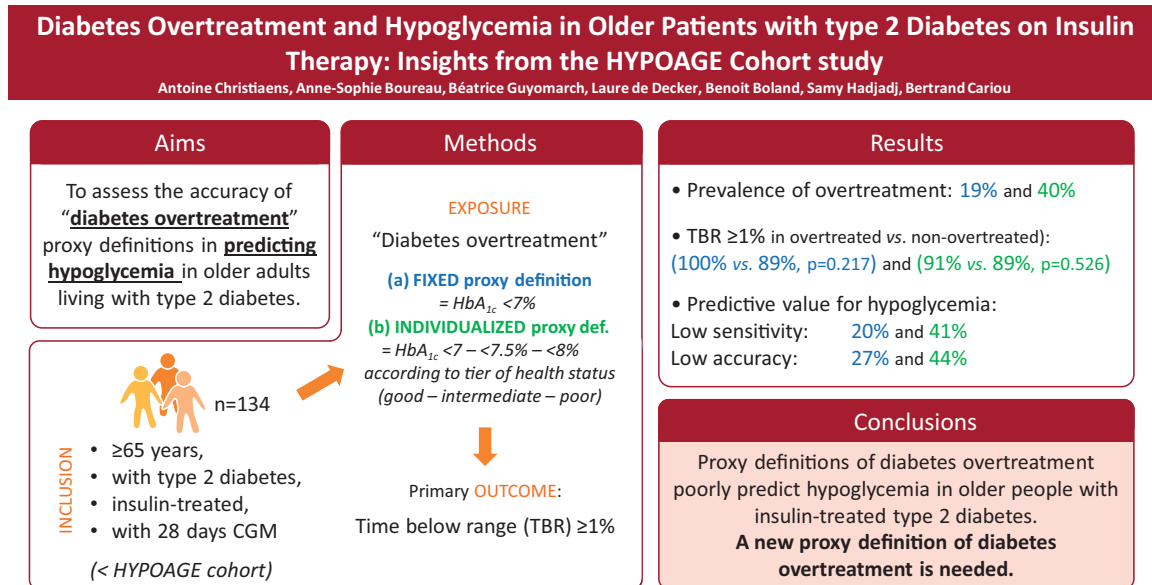 Diabetes Overtreatment and Hypoglycemia in Older Patients with type 2 Diabetes on Insulin
Therapy: Insights from the HYPOAGE Cohort study
Antoine Christiaens, Anne-Sophie Boureau, Béatrice Guyomarch, Laure de Decker, Benoit Boland, Samy Hadjadj, Bertrand Cariou
Aims
To assess the accuracy of
“diabetes overtreatment”
proxy definitions in predicting
hypoglycemia in older adults
living with type 2 diabetes.
n=134
INCLUSION
• ≥65 years,
• with type 2 diabetes,
• insulin-treated,
• with 28 days CGM
(< HYPOAGE cohort)
Methods
EXPOSURE
“Diabetes overtreatment”
(a) FIXED proxy definition
= HbA1c <7%
(b) INDIVIDUALIZED proxy def.
= HbA1c <7 – <7.5% – <8%
according to tier of health status
(good – intermediate – poor)
Primary OUTCOME:
Time below range (TBR) ≥1%
Results
• Prevalence of overtreatment: 19% and 40%
• TBR ≥1% in overtreated vs. non-overtreated):
(100% vs. 89%, p=0.217) and (91% vs. 89%, p=0.526)
• Predictive value for hypoglycemia:
Low sensitivity: 20% and 41%
Low accuracy: 27% and 44%
Conclusions
Proxy definitions of diabetes overtreatment
poorly predict hypoglycemia in older people with
insulin-treated type 2 diabetes.
A new proxy definition of diabetes
overtreatment is needed.